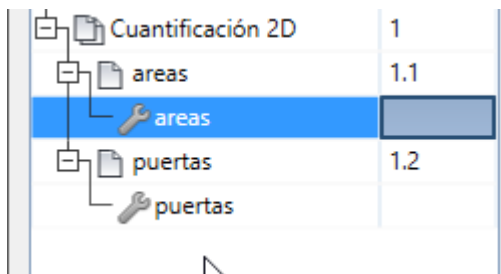 Cuantificación 2D 1
areas 1.1
areas
puertas 1.2
puertas